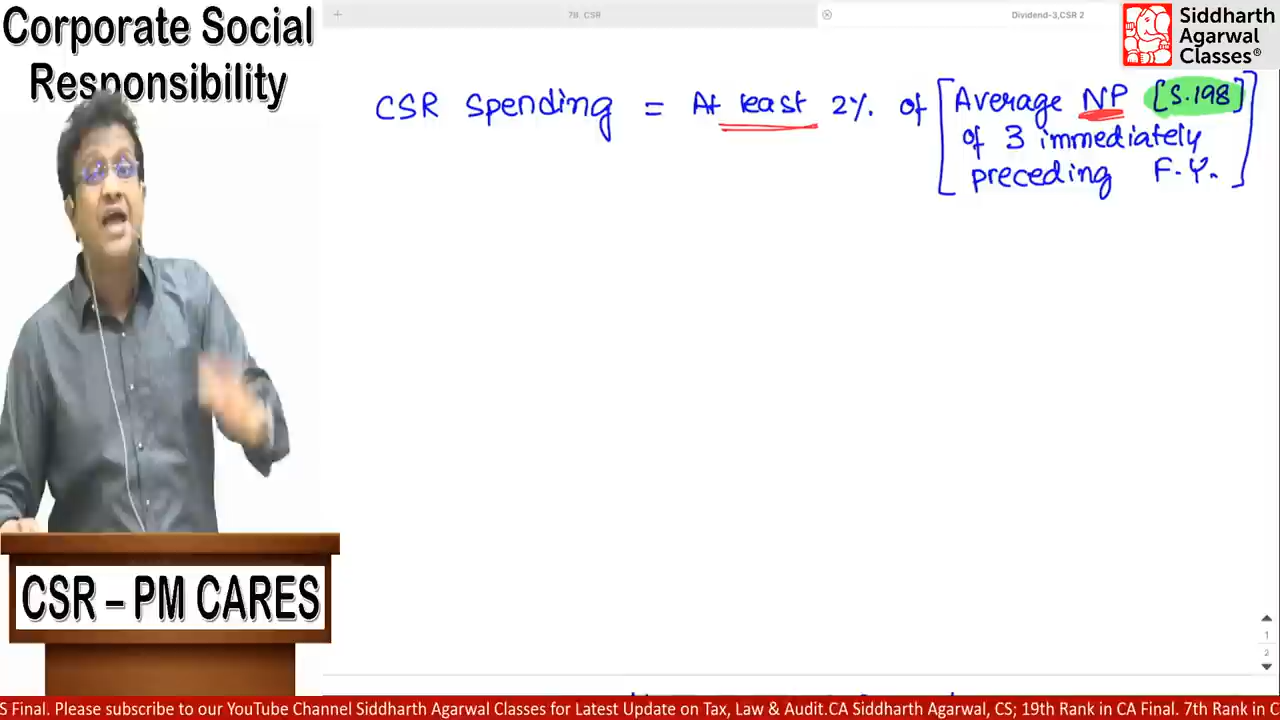 Corporate Social
Responsibility
78. CSR
Dividend-3,CSR 2
Siddharth
Agarwal
Classes®
CSR Spending = At least 2% of [Average NP [S.198]
of 3 immediately
preceding F.Y.]
CSR – PM CARES
1
2
S Final. Please subscribe to our YouTube Channel Siddharth Agarwal Classes for Latest Update on Tax, Law & Audit.CA Siddharth Agarwal, CS; 19th Rank in CA Final. 7th Rank in C